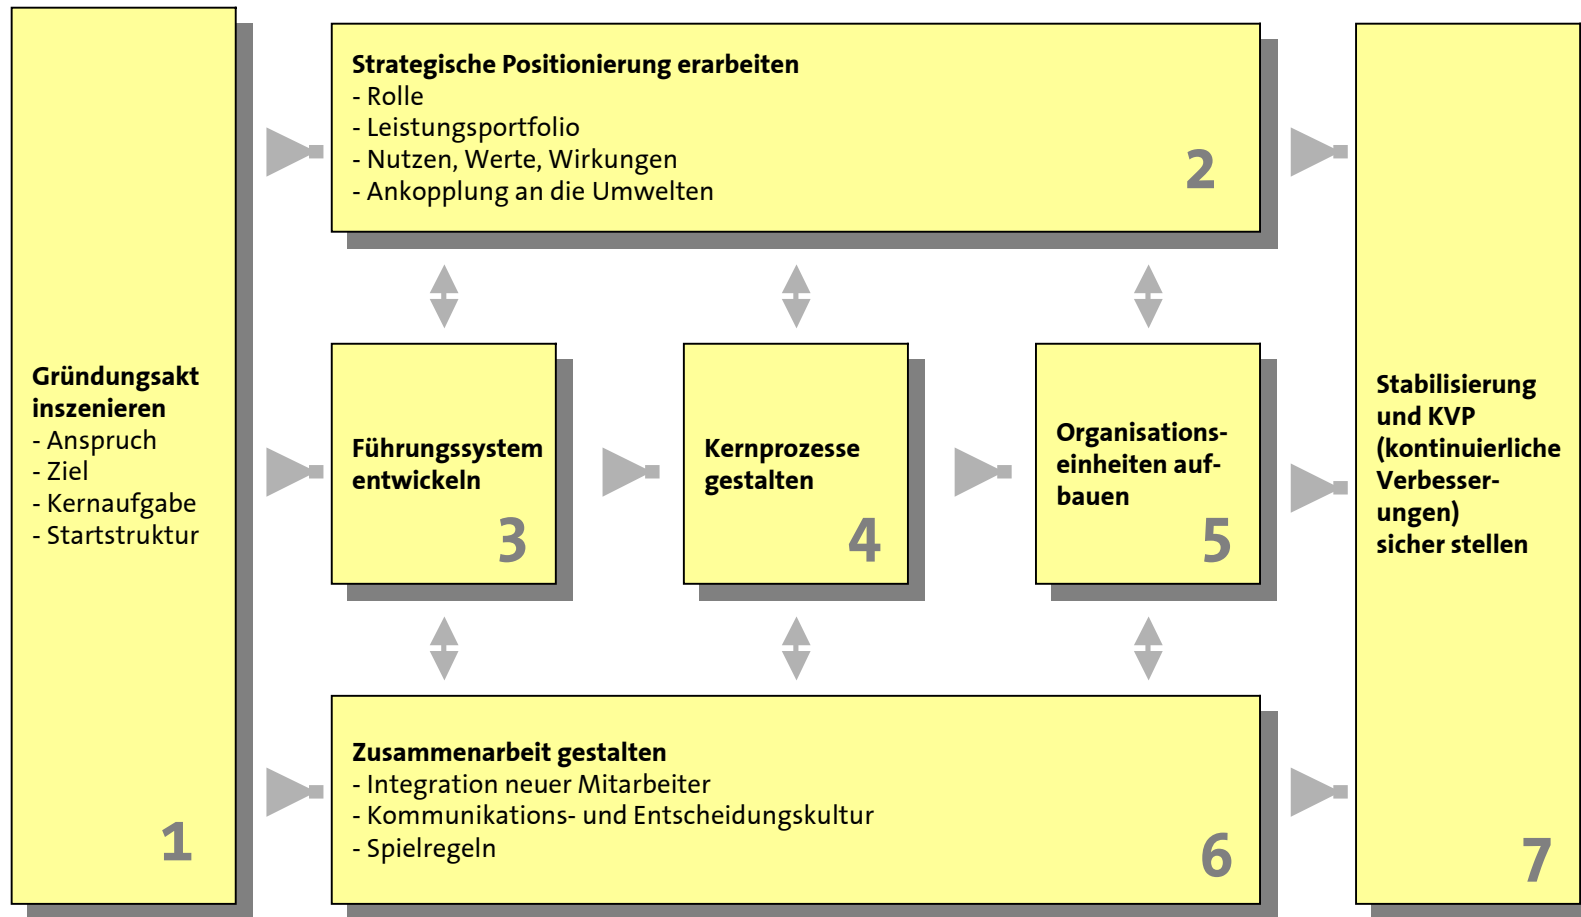 Gründungsakt
inszenieren
- Anspruch
- Ziel
- Kernaufgabe
- Startstruktur
1
Strategische Positionierung erarbeiten
- Rolle
- Leistungsportfolio
- Nutzen, Werte, Wirkungen
- Ankopplung an die Umwelten
2
Führungssystem
entwickeln
3
Kernprozesse
gestalten
4
Organisations-
einheiten auf-
bauen
5
Zusammenarbeit gestalten
- Integration neuer Mitarbeiter
- Kommunikations- und Entscheidungskultur
- Spielregeln
6
Stabilisierung
und KVP
(kontinuierliche
Verbesser-
ungen)
sicher stellen
7